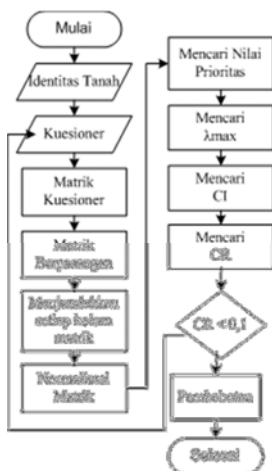 Mulai
Identitas Tanah
Kuesioner
Matrik
Kuesioner
Matrik
Berpasangan
Menjumlahkan
setiap kolom
matrik
Normalisasi
Matrik
Mencari Nilai
Prioritas
Mencari
λmax
Mencari
CI
Mencari
CR
CR <0,1
Pembobotan
Selesai